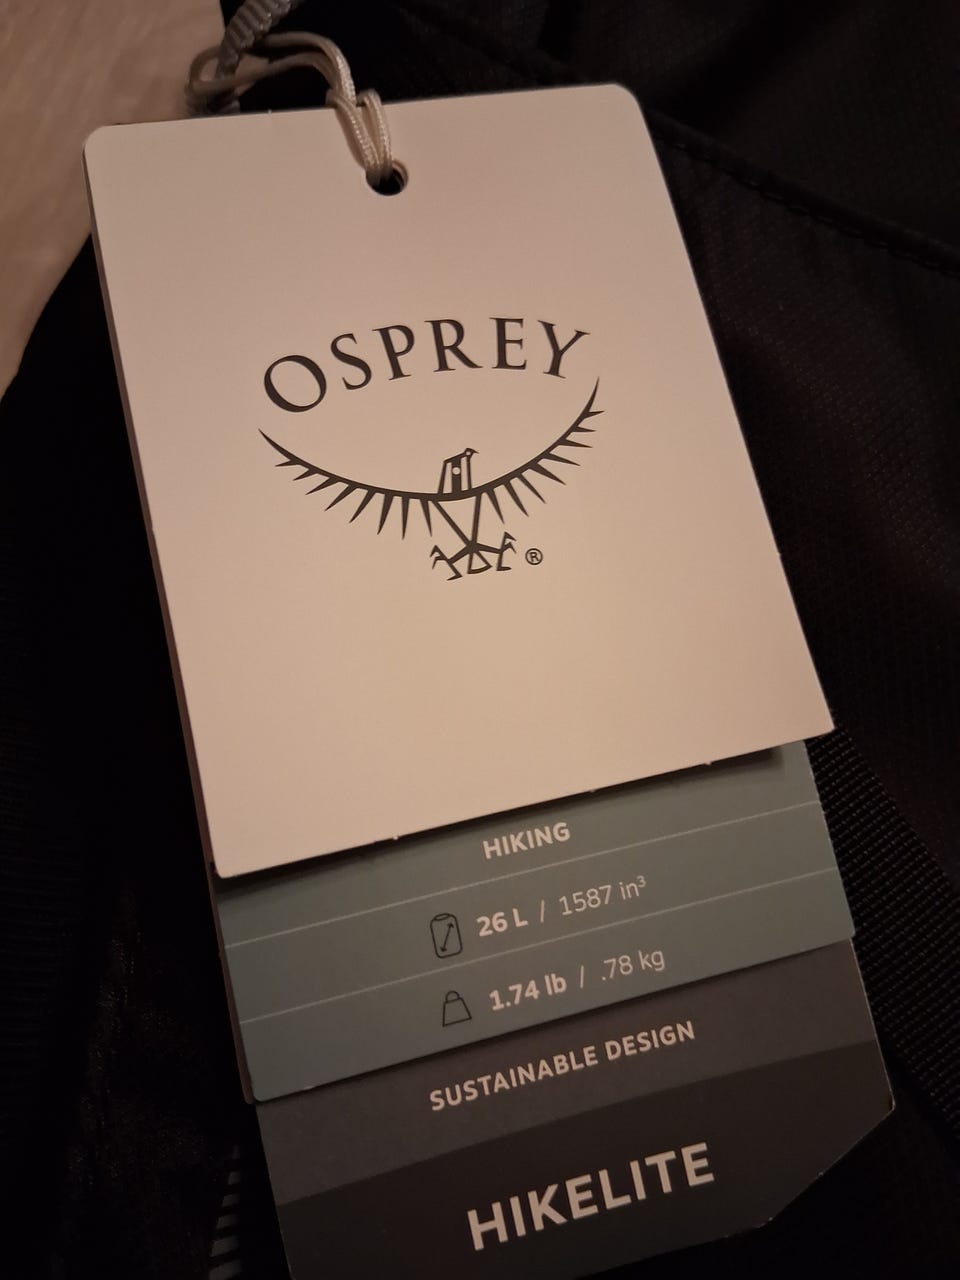 OSPREY
®
HIKING
26 L / 1587 in³
1.74 lb / .78 kg
SUSTAINABLE DESIGN
HIKELITE